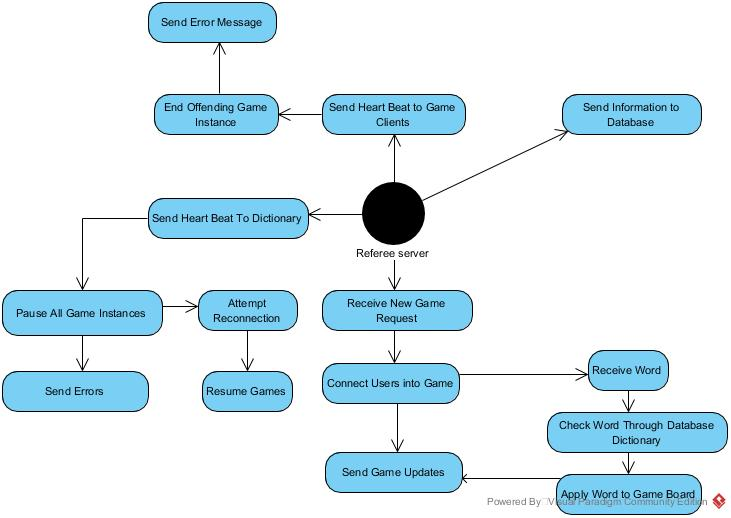 Send Error Message
End Offending Game
Instance
Send Heart Beat to Game
Clients
Send Information to
Database
Send Heart Beat To Dictionary
Referee server
Pause All Game Instances
Attempt
Reconnection
Receive New Game
Request
Send Errors
Resume Games
Connect Users into Game
Receive Word
Check Word Through Database
Dictionary
Send Game Updates
Apply Word to Game Board
Powered By Visual Paradigm Community Edition